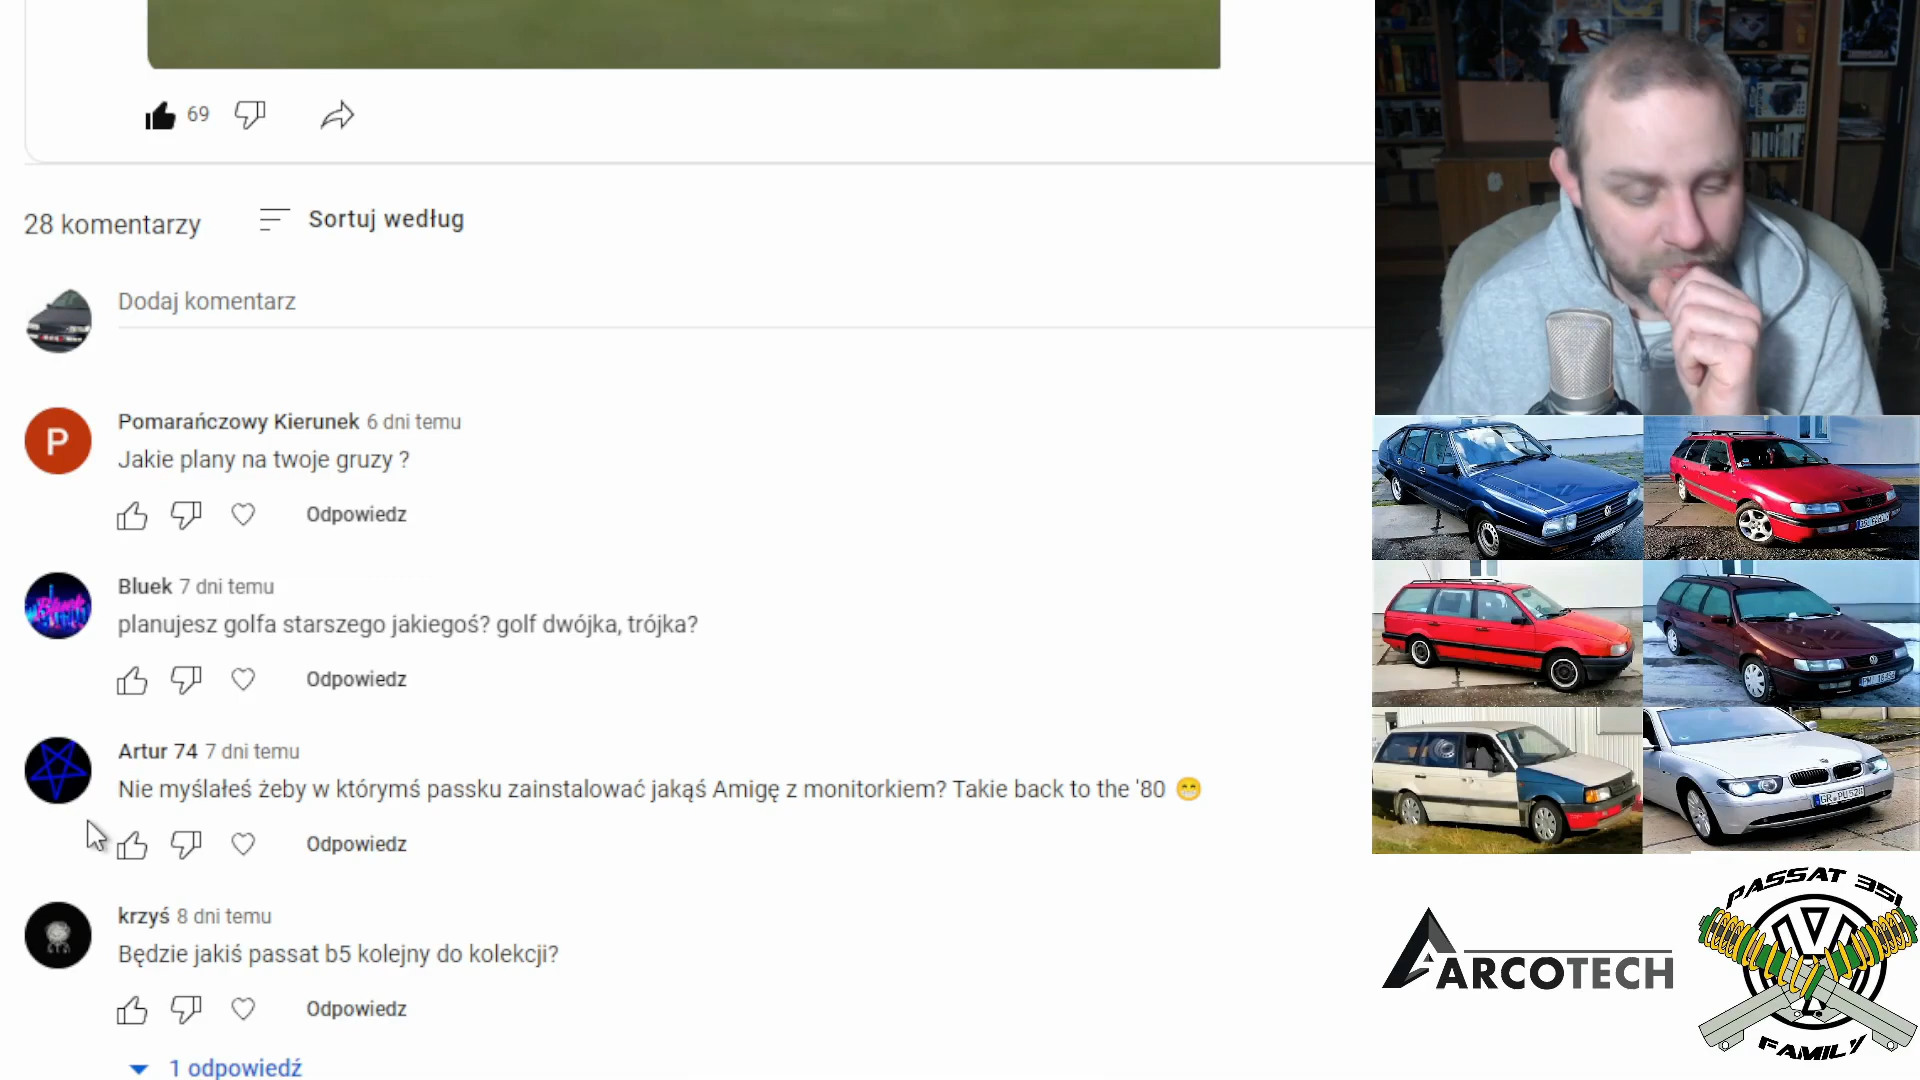 69
28 komentarzy
Sortuj według
Dodaj komentarz
P
Pomarańczowy Kierunek 6 dni temu
Jakie plany na twoje gruzy ?
Odpowiedz
Bluek 7 dni temu
planujesz golfa starszego jakiegoś? golf dwójka, trójka?
Odpowiedz
Artur 74 7 dni temu
Nie myślałeś żeby w którymś passku zainstalować jakąś Amigę z monitorkiem? Takie back to the '80 😁
Odpowiedz
krzyś 8 dni temu
Będzie jakiś passat b5 kolejny do kolekcji?
Odpowiedz
1 odpowiedź
ARCOTECH
PASSAT 35I
FAMILY